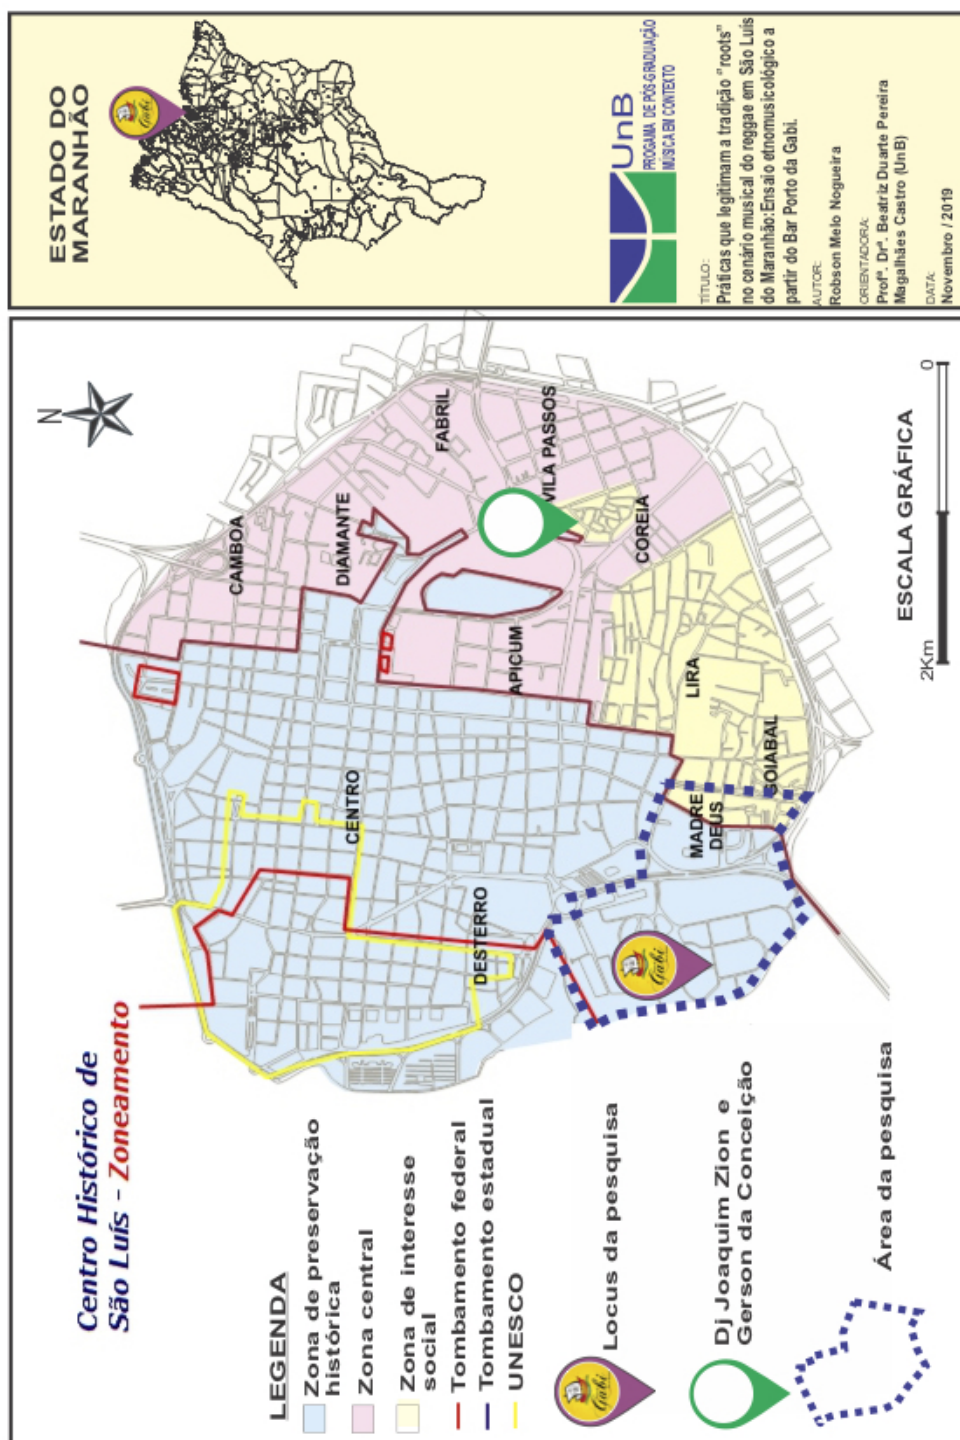 Centro Histórico de
São Luís - Zoneamento
LEGENDA
Zona de preservação
histórica
Zona central
Zona de interesse
social
Tombamento federal
Tombamento estadual
UNESCO
Gabi
Locus da pesquisa
Dj Joaquim Zion e
Gerson da Conceição
Área da pesquisa
N
CAMBOA
DIAMANTE
FABRIL
VILA PASSOS
COREIA
APICUM
LIRA
GOIABAL
CENTRO
MADRE
DEUS
DESTERRO
Gabi
ESCALA GRÁFICA
2Km
0
ESTADO DO
MARANHÃO
Gabi
UnB
PROGAMA DE PÓS-GRADUAÇÃO
MÚSICA EM CONTEXTO
TÍTULO:
Práticas que legitimam a tradição "roots"
no cenário musical do reggae em São Luís
do Maranhão:Ensaio etnomusicológico a
partir do Bar Porto da Gabi.
AUTOR:
Robson Melo Nogueira
ORIENTADORA:
Profª. Drª. Beatriz Duarte Pereira
Magalhães Castro (UnB)
DATA:
Novembro / 2019